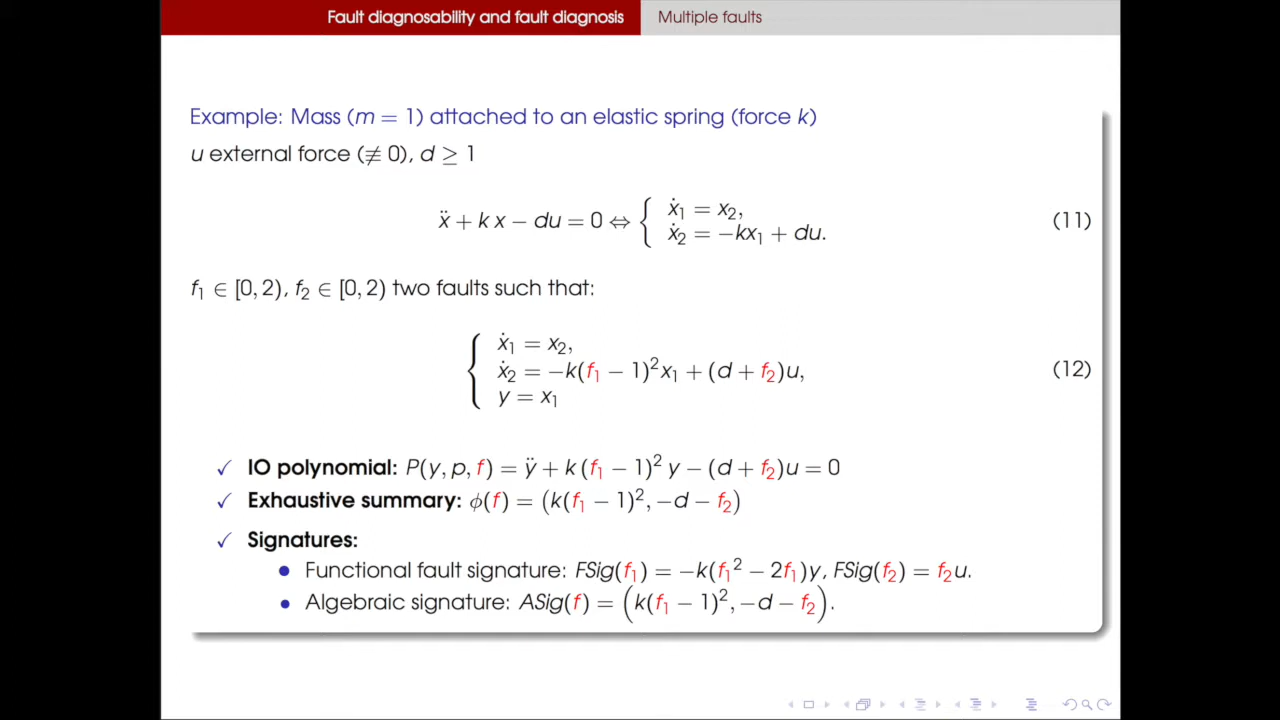 Fault diagnosability and fault diagnosis Multiple faults
Example: Mass (m = 1) attached to an elastic spring (force k)
u external force (≢ 0), d ≥ 1
ẍ + k x − du = 0 ⇔ { ẋ₁ = x₂,
ẋ₂ = −kx₁ + du. (11)
f₁ ∈ [0, 2), f₂ ∈ [0, 2) two faults such that:
ẋ₁ = x₂,
ẋ₂ = −k(f₁ − 1)²x₁ + (d + f₂)u, (12)
y = x₁
✓ IO polynomial: P(y, p, f) = ÿ + k (f₁ − 1)² y − (d + f₂)u = 0
✓ Exhaustive summary: ϕ(f) = (k(f₁ − 1)², −d − f₂)
✓ Signatures:
• Functional fault signature: FSig(f₁) = −k(f₁² − 2f₁)y, FSig(f₂) = f₂u.
• Algebraic signature: ASig(f) = (k(f₁ − 1)², −d − f₂).